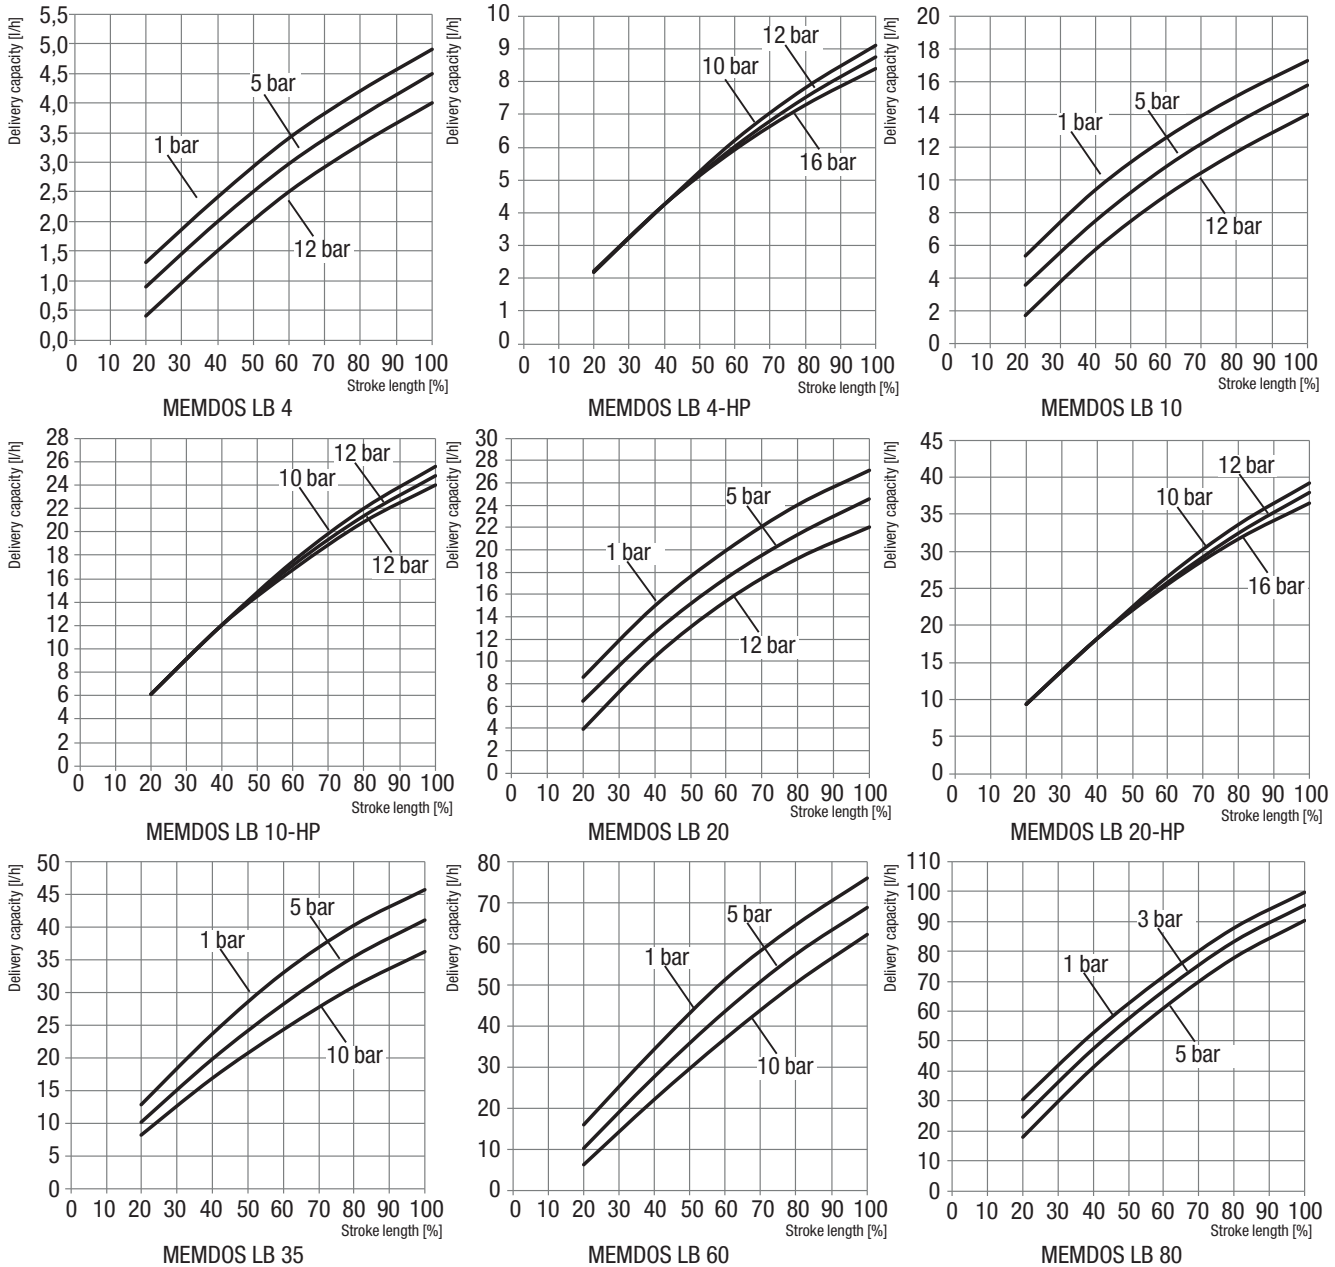 Delivery capacity [l/h]
5,5
5,0
4,5
4,0
3,5
3,0
2,5
2,0
1,5
1,0
0,5
0,0
1 bar
5 bar
12 bar
0 10 20 30 40 50 60 70 80 90 100
Stroke length [%]
MEMDOS LB 4
Delivery capacity [l/h]
10
9
8
7
6
5
4
3
2
1
0
12 bar
10 bar
16 bar
0 10 20 30 40 50 60 70 80 90 100
Stroke length [%]
MEMDOS LB 4-HP
Delivery capacity [l/h]
20
18
16
14
12
10
8
6
4
2
0
1 bar
5 bar
12 bar
0 10 20 30 40 50 60 70 80 90 100
Stroke length [%]
MEMDOS LB 10
Delivery capacity [l/h]
28
26
24
22
20
18
16
14
12
10
8
6
4
2
0
12 bar
10 bar
12 bar
0 10 20 30 40 50 60 70 80 90 100
Stroke length [%]
MEMDOS LB 10-HP
Delivery capacity [l/h]
30
28
26
24
22
20
18
16
14
12
10
8
6
4
2
0
5 bar
1 bar
12 bar
0 10 20 30 40 50 60 70 80 90 100
Stroke length [%]
MEMDOS LB 20
Delivery capacity [l/h]
45
40
35
30
25
20
15
10
5
0
12 bar
10 bar
16 bar
0 10 20 30 40 50 60 70 80 90 100
Stroke length [%]
MEMDOS LB 20-HP
Delivery capacity [l/h]
50
45
40
35
30
25
20
15
10
5
0
5 bar
1 bar
10 bar
0 10 20 30 40 50 60 70 80 90 100
Stroke length [%]
MEMDOS LB 35
Delivery capacity [l/h]
80
70
60
50
40
30
20
10
0
5 bar
1 bar
10 bar
0 10 20 30 40 50 60 70 80 90 100
Stroke length [%]
MEMDOS LB 60
Delivery capacity [l/h]
110
100
90
80
70
60
50
40
30
20
10
0
3 bar
1 bar
5 bar
0 10 20 30 40 50 60 70 80 90 100
Stroke length [%]
MEMDOS LB 80